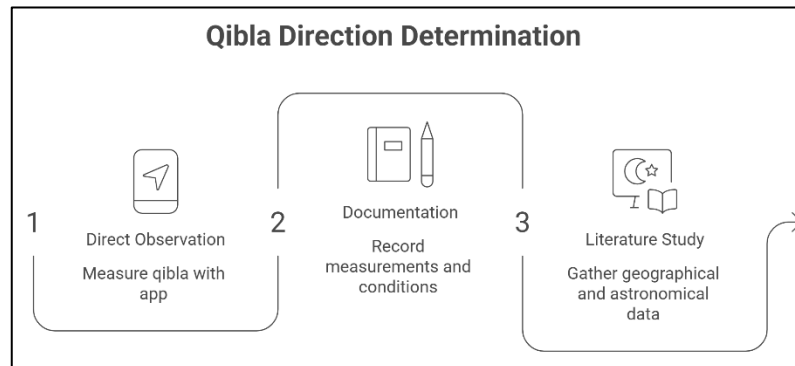 Qibla Direction Determination
1
Direct Observation
Measure qibla with
app
2
Documentation
Record
measurements and
conditions
3
Literature Study
Gather geographical
and astronomical
data